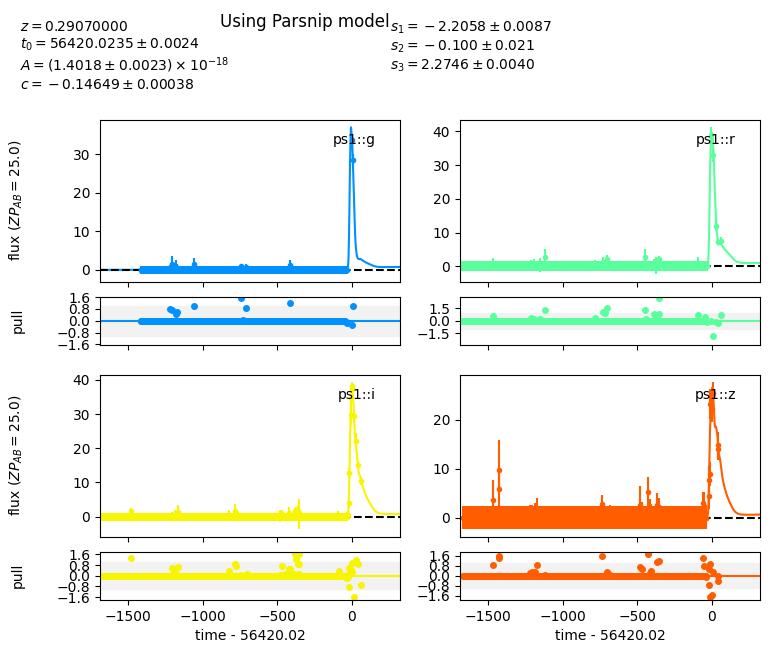 Using Parsnip model
z = 0.29070000
t₀ = 56420.0235 ± 0.0024
A = (1.4018 ± 0.0023) × 10⁻¹⁸
c = −0.14649 ± 0.00038
s₁ = −2.2058 ± 0.0087
s₂ = −0.100 ± 0.021
s₃ = 2.2746 ± 0.0040
flux (ZP_AB = 25.0)
30
20
10
0
ps1::g
40
30
20
10
0
ps1::r
pull
1.6
0.8
0.0
−0.8
−1.6
1.5
0.0
−1.5
flux (ZP_AB = 25.0)
40
30
20
10
0
ps1::i
20
10
0
ps1::z
pull
1.6
0.8
0.0
−0.8
−1.6
1.6
0.8
0.0
−0.8
−1.6
−1500 −1000 −500 0
−1500 −1000 −500 0
time - 56420.02
time - 56420.02